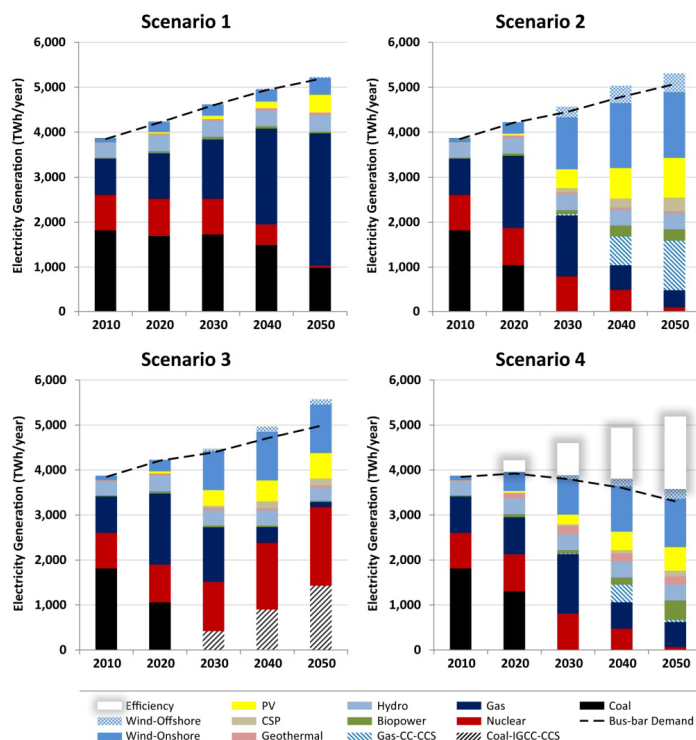 Scenario 1
Electricity Generation (TWh/year)
6,000
5,000
4,000
3,000
2,000
1,000
0
2010 2020 2030 2040 2050
Scenario 2
Electricity Generation (TWh/year)
6,000
5,000
4,000
3,000
2,000
1,000
0
2010 2020 2030 2040 2050
Scenario 3
Electricity Generation (TWh/year)
6,000
5,000
4,000
3,000
2,000
1,000
0
2010 2020 2030 2040 2050
Scenario 4
Electricity Generation (TWh/year)
6,000
5,000
4,000
3,000
2,000
1,000
0
2010 2020 2030 2040 2050
Efficiency PV Hydro Gas Coal
Wind-Offshore CSP Biopower Nuclear Bus-bar Demand
Wind-Onshore Geothermal Gas-CC-CCS Coal-IGCC-CCS